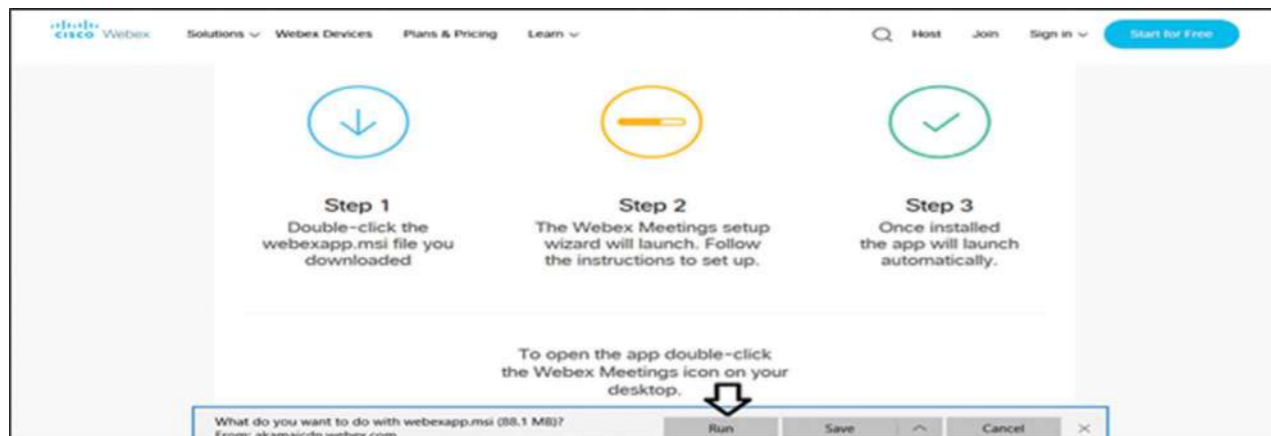 CISCO Webex Solutions Webex Devices Plans & Pricing Learn Host Join Sign in Start for Free
Step 1
Double-click the
webexapp.msi file you
downloaded
Step 2
The Webex Meetings setup
wizard will launch. Follow
the instructions to set up.
Step 3
Once installed
the app will launch
automatically.
To open the app double-click
the Webex Meetings icon on your
desktop.
What do you want to do with webexapp.msi (88.1 MB)? Run Save Cancel
From: akamaicdn.webex.com